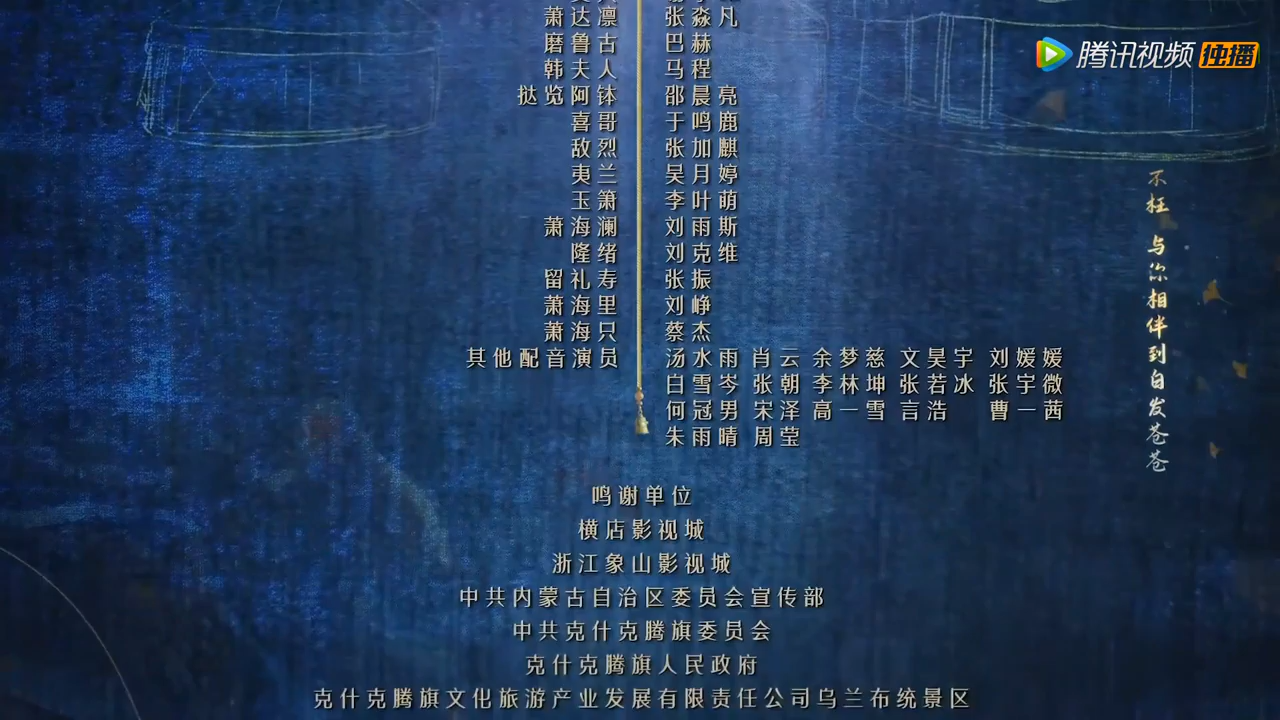 萧达凛 张淼凡
磨鲁古 巴赫
韩夫人 马程
挞览阿钵 邵晨亮
喜哥 于鸣鹿
敌烈 张加麒
夷兰 吴月婷
玉箫 李叶萌
萧海澜 刘雨斯
隆绪 刘克维
留礼寿 张振
萧海里 刘峥
萧海只 蔡杰
其他配音演员 汤水雨 肖云 余梦慈 文昊宇 刘媛媛
白雪岑 张朝 李林坤 张若冰 张宇微
何冠男 宋泽 高一雪 言浩 曹一茜
朱雨晴 周莹
鸣谢单位
横店影视城
浙江象山影视城
中共内蒙古自治区委员会宣传部
中共克什克腾旗委员会
克什克腾旗人民政府
克什克腾旗文化旅游产业发展有限责任公司乌兰布统景区
腾讯视频 独播
不枉 与你相伴到白发苍苍